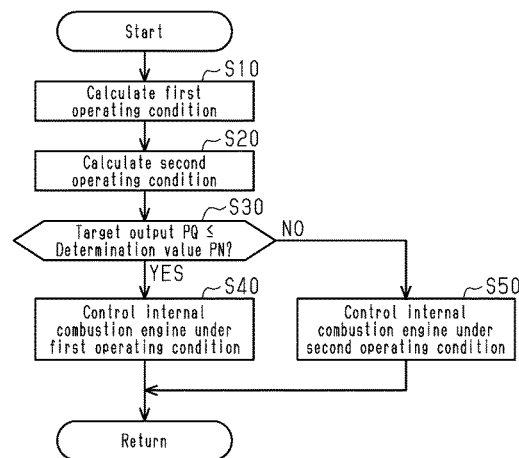 Start
S10
Calculate first
operating condition
S20
Calculate second
operating condition
S30
Target output PQ ≤
Determination value PN?
NO
YES
S40
Control internal
combustion engine under
first operating condition
S50
Control internal
combustion engine under
second operating condition
Return